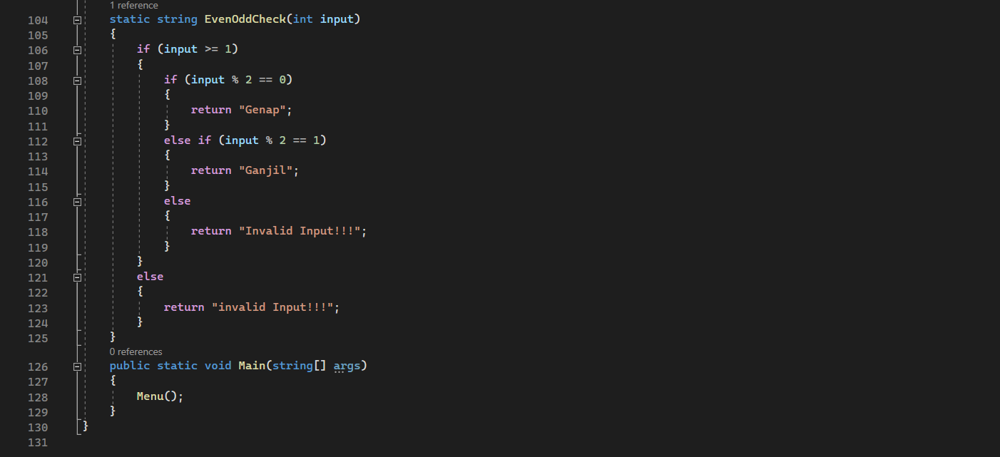 1 reference
104 static string EvenOddCheck(int input)
105 {
106 if (input >= 1)
107 {
108 if (input % 2 == 0)
109 {
110 return "Genap";
111 }
112 else if (input % 2 == 1)
113 {
114 return "Ganjil";
115 }
116 else
117 {
118 return "Invalid Input!!!";
119 }
120 }
121 else
122 {
123 return "invalid Input!!!";
124 }
125 }
0 references
126 public static void Main(string[] args)
127 {
128 Menu();
129 }
130 }
131